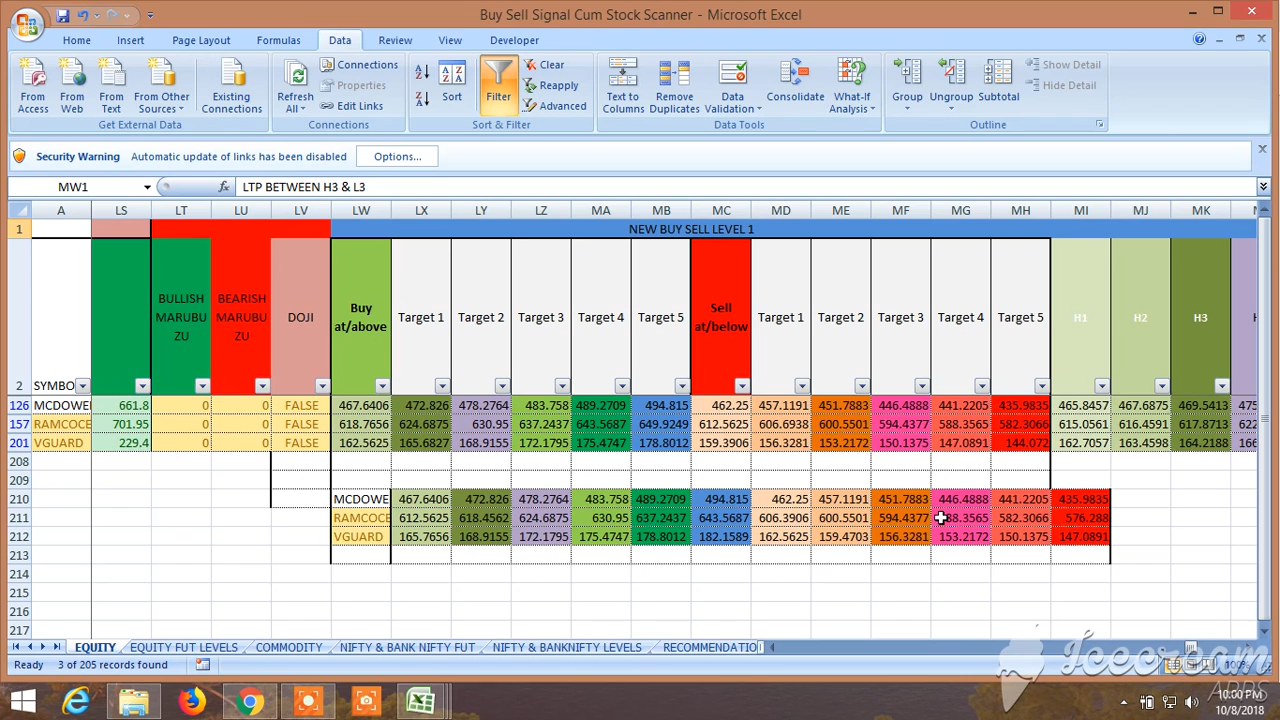 Buy Sell Signal Cum Stock Scanner - Microsoft Excel
Home Insert Page Layout Formulas Data Review View Developer
From Access
From Web
From Text
From Other Sources
Existing Connections
Get External Data
Refresh All
Connections
Properties
Edit Links
Connections
Sort
Filter
Clear
Reapply
Advanced
Sort & Filter
Text to Columns
Remove Duplicates
Data Validation
Consolidate
What-If Analysis
Data Tools
Group
Ungroup
Subtotal
Show Detail
Hide Detail
Outline
Security Warning Automatic update of links has been disabled Options...
MW1 fx LTP BETWEEN H3 & L3
A LS LT LU LV LW LX LY LZ MA MB MC MD ME MF MG MH MI MJ MK
1 NEW BUY SELL LEVEL 1
2 SYMBO BULLISH MARUBU ZU BEARISH MARUBU ZU DOJI Buy at/above Target 1 Target 2 Target 3 Target 4 Target 5 Sell at/below Target 1 Target 2 Target 3 Target 4 Target 5 H1 H2 H3
126 MCDOWE 661.8 0 0 FALSE 467.6406 472.826 478.2764 483.758 489.2709 494.815 462.25 457.1191 451.7883 446.4888 441.2205 435.9835 465.8457 467.6875 469.5413 475
157 RAMCOCE 701.95 0 0 FALSE 618.7656 624.6875 630.95 637.2437 643.5687 649.9249 612.5625 606.6938 600.5501 594.4377 588.3565 582.3066 615.0561 616.4591 617.8713 624
201 VGUARD 229.4 0 0 FALSE 162.5625 165.6827 168.9155 172.1795 175.4747 178.8012 159.3906 156.3281 153.2172 150.1375 147.0891 144.072 162.7057 163.4598 164.2188 166
208
209
210 MCDOWE 467.6406 472.826 478.2764 483.758 489.2709 494.815 462.25 457.1191 451.7883 446.4888 441.2205 435.9835
211 RAMCOCE 612.5625 618.4562 624.6875 630.95 637.2437 643.5687 606.3906 600.5501 594.4377 88.3565 582.3066 576.288
212 VGUARD 165.7656 168.9155 172.1795 175.4747 178.8012 182.1589 162.5625 159.4703 156.3281 153.2172 150.1375 147.0891
213
214
215
216
217
EQUITY EQUITY FUT LEVELS COMMODITY NIFTY & BANK NIFTY FUT NIFTY & BANKNIFTY LEVELS RECOMMENDATIO
Ready 3 of 205 records found 100%
Icecream
APPS
10:00 PM
10/8/2018